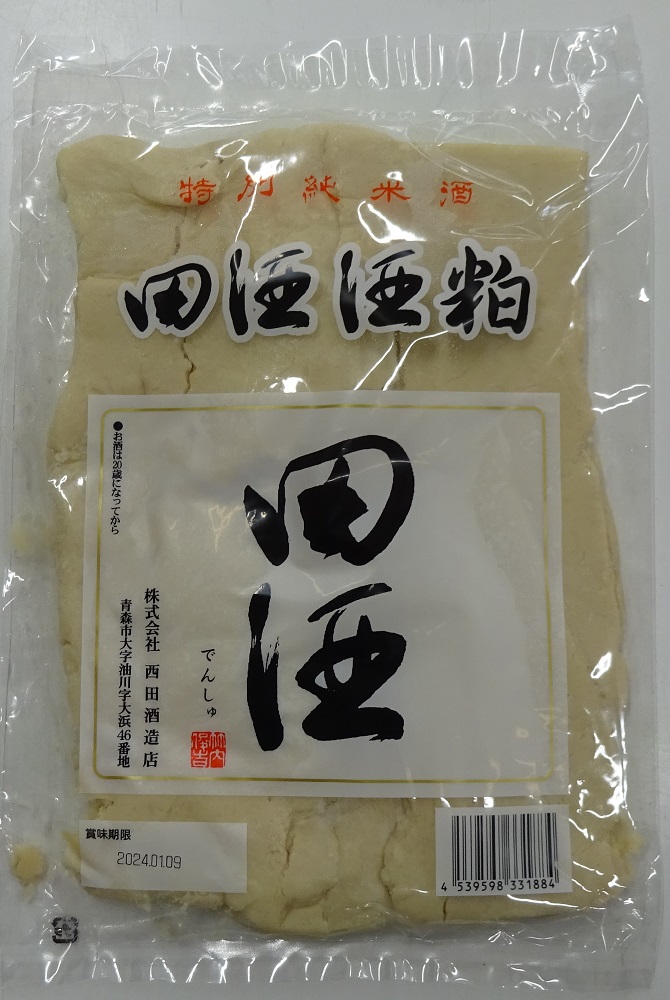 特別純米酒
田酒酒粕
田酒
でんしゅ
●お酒は20歳になってから
株式会社 西田酒造店
青森市大字油川字大浜46番地
賞味期限
2024.01.09
4 539598 331884